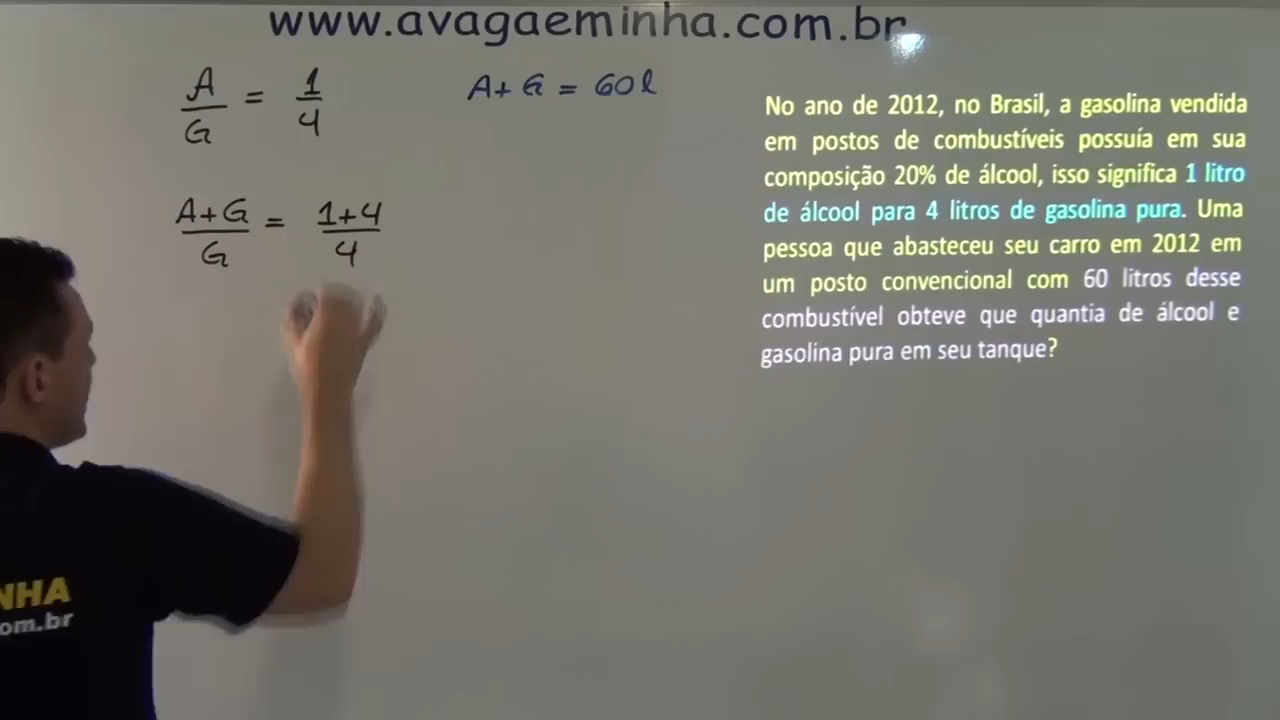 www.avagaeminha.com.br
A/G = 1/4
A+G = 60l
A+G/G = 1+4/4
No ano de 2012, no Brasil, a gasolina vendida
em postos de combustíveis possuía em sua
composição 20% de álcool, isso significa 1 litro
de álcool para 4 litros de gasolina pura. Uma
pessoa que abasteceu seu carro em 2012 em
um posto convencional com 60 litros desse
combustível obteve que quantia de álcool e
gasolina pura em seu tanque?
NHA
om.br